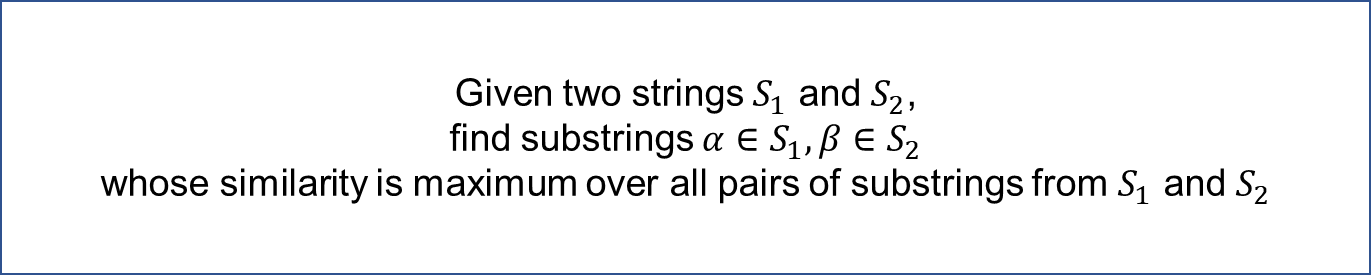 Given two strings 𝑆₁ and 𝑆₂,
find substrings 𝛼 ∈ 𝑆₁, 𝛽 ∈ 𝑆₂
whose similarity is maximum over all pairs of substrings from 𝑆₁ and 𝑆₂